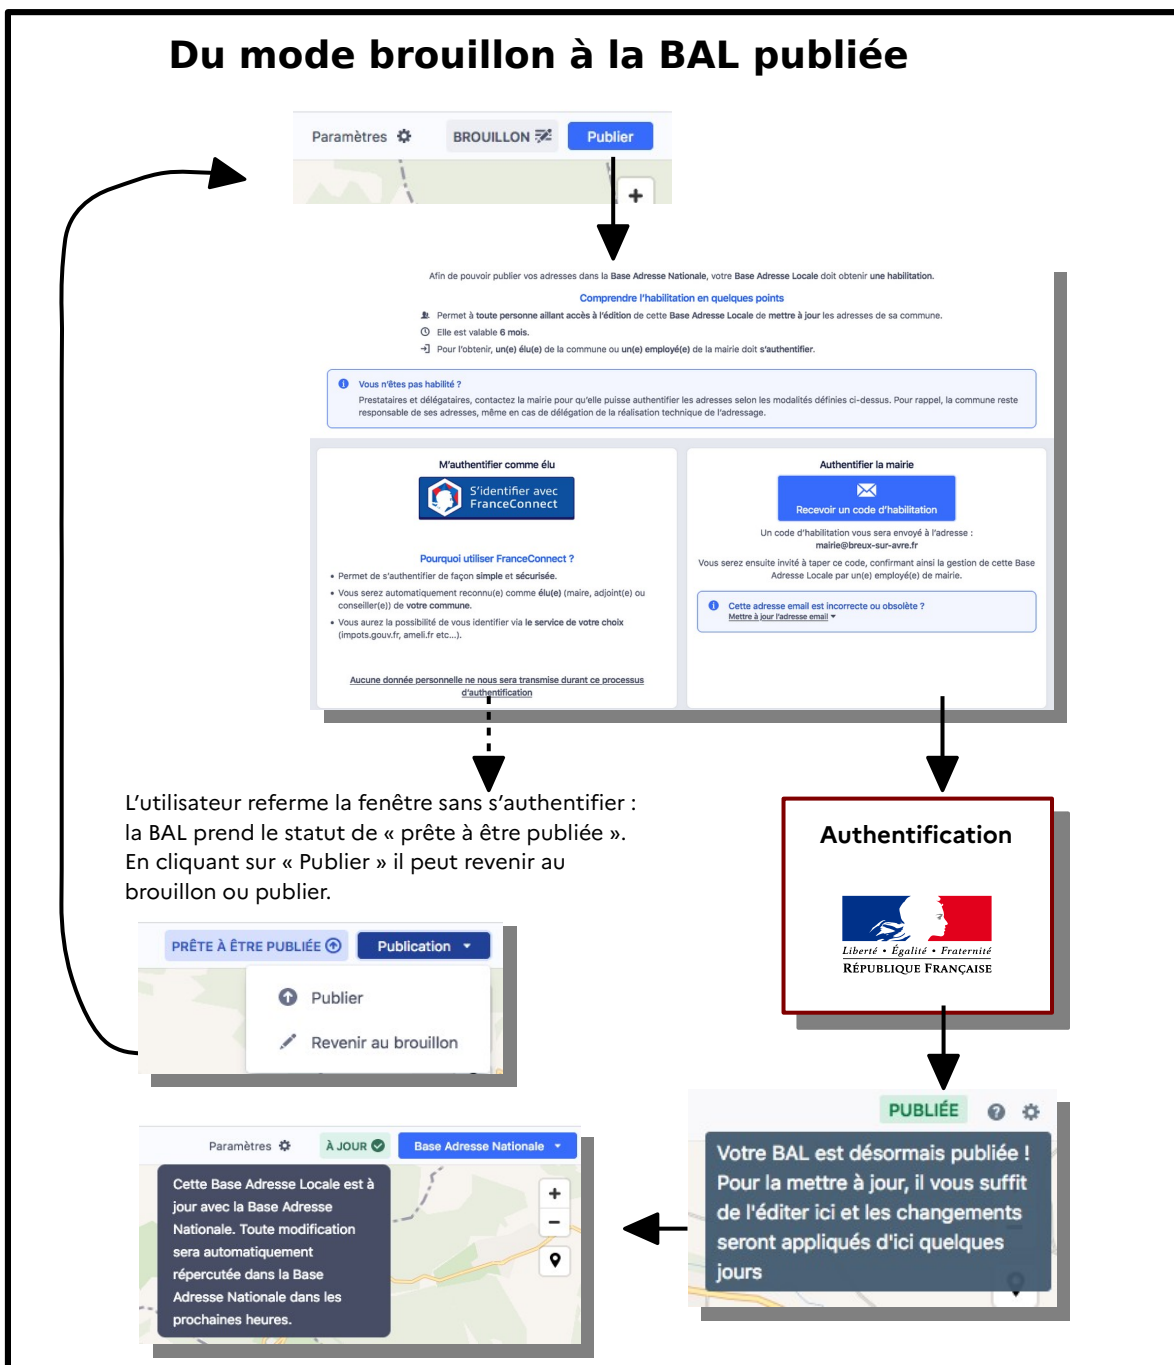 Du mode brouillon à la BAL publiée
Paramètres
BROUILLON
Publier
+
Afin de pouvoir publier vos adresses dans la Base Adresse Nationale, votre Base Adresse Locale doit obtenir une habilitation.
Comprendre l'habilitation en quelques points
Permet à toute personne aillant accès à l'édition de cette Base Adresse Locale de mettre à jour les adresses de sa commune.
Elle est valable 6 mois.
Pour l'obtenir, un(e) élu(e) de la commune ou un(e) employé(e) de la mairie doit s'authentifier.
Vous n'êtes pas habilité ?
Prestataires et délégataires, contactez la mairie pour qu'elle puisse authentifier les adresses selon les modalités définies ci-dessus. Pour rappel, la commune reste
responsable de ses adresses, même en cas de délégation de la réalisation technique de l'adressage.
M'authentifier comme élu
S'identifier avec
FranceConnect
Pourquoi utiliser FranceConnect ?
• Permet de s'authentifier de façon simple et sécurisée.
• Vous serez automatiquement reconnu(e) comme élu(e) (maire, adjoint(e) ou
conseiller(e)) de votre commune.
• Vous aurez la possibilité de vous identifier via le service de votre choix
(impots.gouv.fr, ameli.fr etc...).
Aucune donnée personnelle ne nous sera transmise durant ce processus
d'authentification
Authentifier la mairie
Recevoir un code d'habilitation
Un code d'habilitation vous sera envoyé à l'adresse :
mairie@breux-sur-avre.fr
Vous serez ensuite invité à taper ce code, confirmant ainsi la gestion de cette Base
Adresse Locale par un(e) employé(e) de mairie.
Cette adresse email est incorrecte ou obsolète ?
Mettre à jour l'adresse email
L'utilisateur referme la fenêtre sans s'authentifier :
la BAL prend le statut de « prête à être publiée ».
En cliquant sur « Publier » il peut revenir au
brouillon ou publier.
PRÊTE À ÊTRE PUBLIÉE
Publication
Publier
Revenir au brouillon
Authentification
Liberté • Égalité • Fraternité
RÉPUBLIQUE FRANÇAISE
PUBLIÉE
Votre BAL est désormais publiée !
Pour la mettre à jour, il vous suffit
de l'éditer ici et les changements
seront appliqués d'ici quelques
jours
Paramètres
À JOUR
Base Adresse Nationale
Cette Base Adresse Locale est à
jour avec la Base Adresse
Nationale. Toute modification
sera automatiquement
répercutée dans la Base
Adresse Nationale dans les
prochaines heures.
+
−